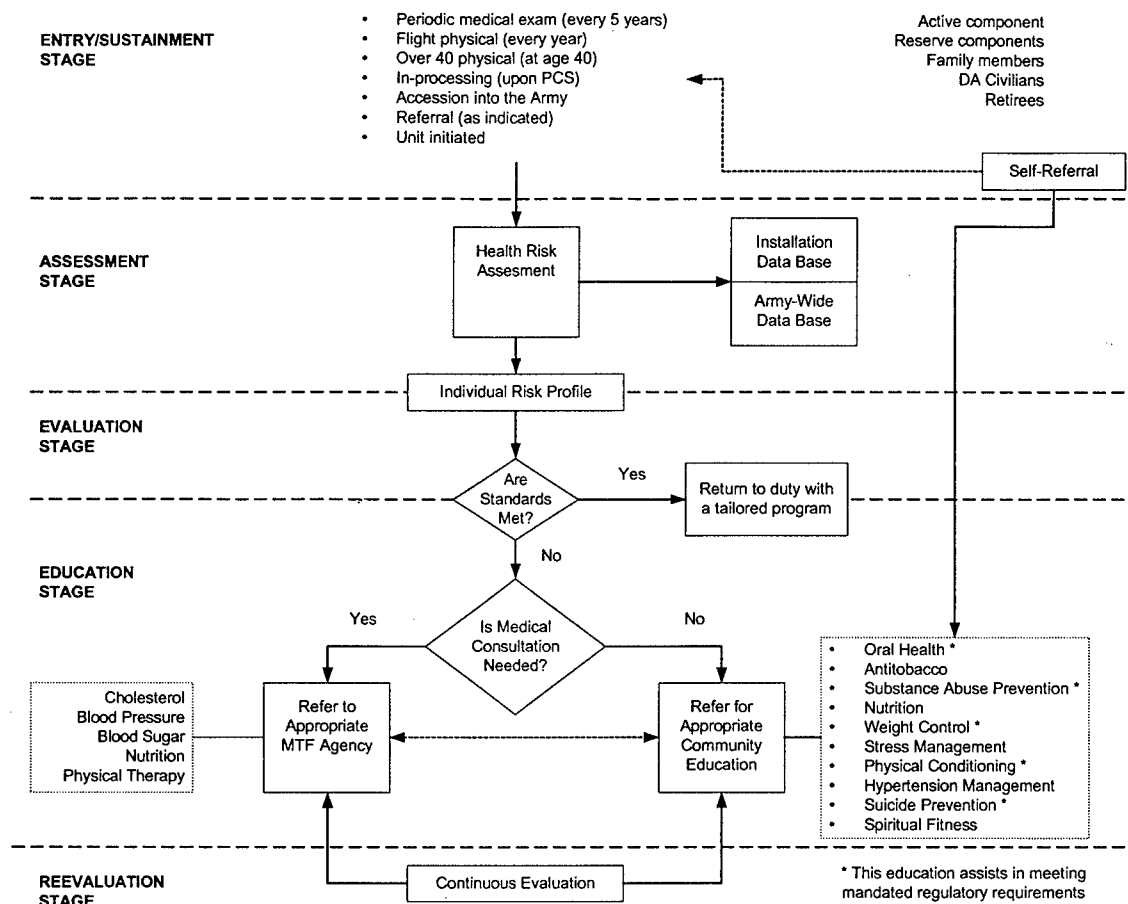 ENTRY/SUSTAINMENT
STAGE
• Periodic medical exam (every 5 years)
• Flight physical (every year)
• Over 40 physical (at age 40)
• In-processing (upon PCS)
• Accession into the Army
• Referral (as indicated)
• Unit initiated
Active component
Reserve components
Family members
DA Civilians
Retirees
Self-Referral
ASSESSMENT
STAGE
Health Risk
Assesment
Installation
Data Base
Army-Wide
Data Base
Individual Risk Profile
EVALUATION
STAGE
Are
Standards
Met?
Yes
Return to duty with
a tailored program
No
EDUCATION
STAGE
Is Medical
Consultation
Needed?
Yes
No
Cholesterol
Blood Pressure
Blood Sugar
Nutrition
Physical Therapy
Refer to
Appropriate
MTF Agency
Refer for
Appropriate
Community
Education
• Oral Health *
• Antitobacco
• Substance Abuse Prevention *
• Nutrition
• Weight Control *
• Stress Management
• Physical Conditioning *
• Hypertension Management
• Suicide Prevention *
• Spiritual Fitness
REEVALUATION
STAGE
Continuous Evaluation
* This education assists in meeting
mandated regulatory requirements